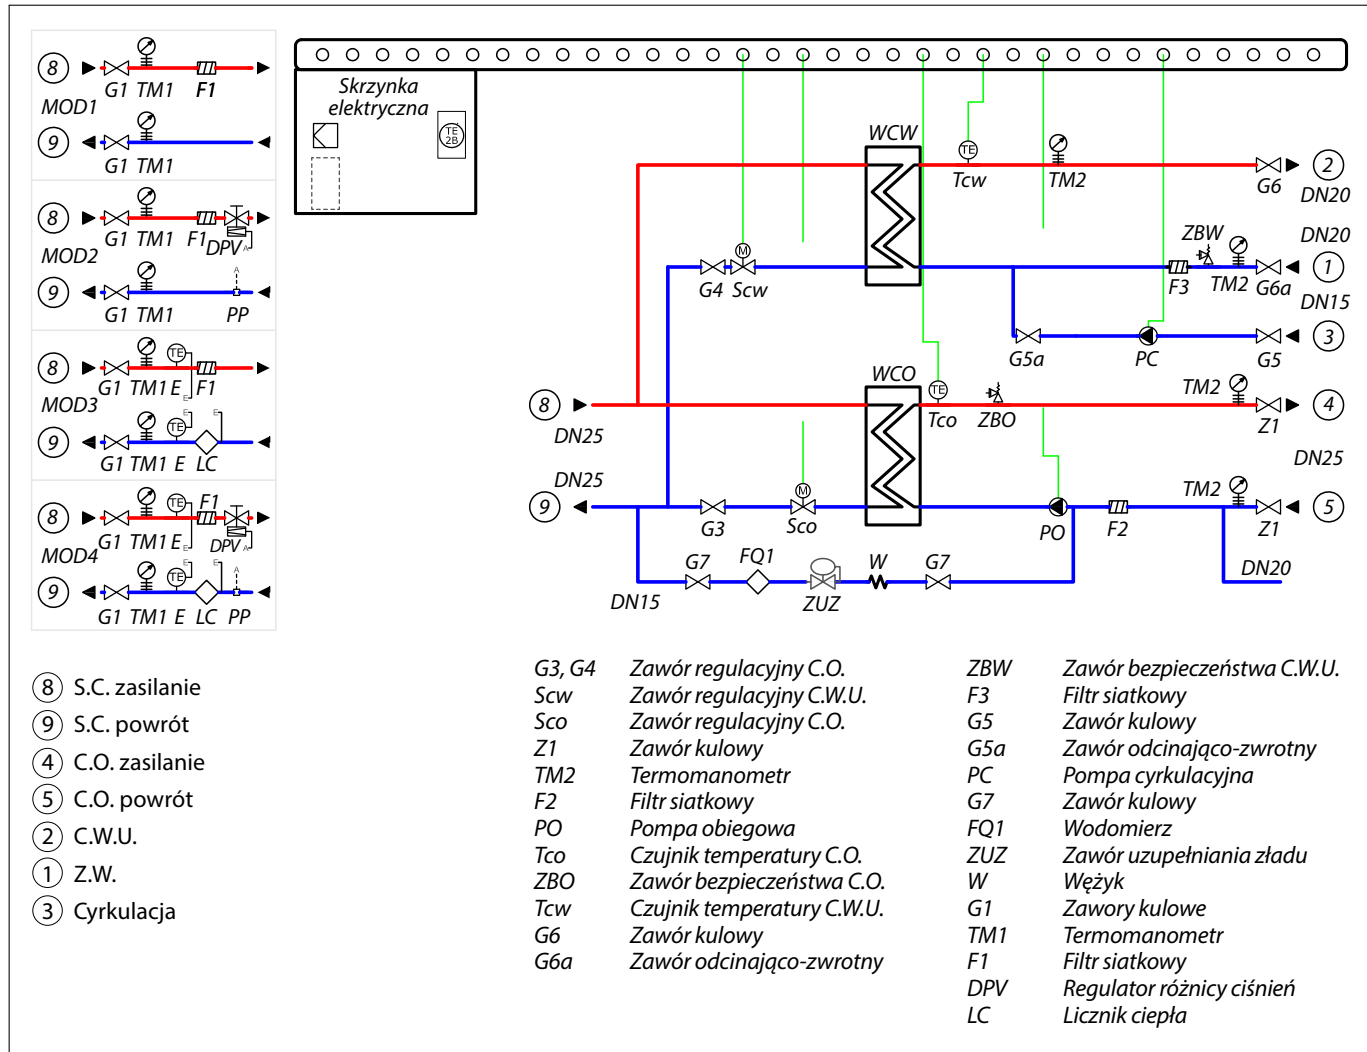 8
G1 TM1 F1
MOD1
9
G1 TM1
8
G1 TM1 F1 DPV
A
MOD2
A
9
G1 TM1 PP
TE
8
G1 TM1 E F1
MOD3
E
E
E
TE
9
G1 TM1 E LC
TE
F1
8
G1 TM1 E DPV
A
MOD4
E
E
E
A
TE
9
G1 TM1 E LC PP
Skrzynka
elektryczna
TE
2B
WCW
TE
Tcw
TM2
G6
2
DN20
DN20
M
G4 Scw
ZBW
F3
TM2
G6a
1
DN15
G5a
PC
G5
3
WCO
8
DN25
TE
Tco
ZBO
TM2
Z1
4
DN25
DN25
9
G3
M
Sco
PO
F2
TM2
Z1
5
G7
FQ1
ZUZ
W
G7
DN15
DN20
8 S.C. zasilanie
9 S.C. powrót
4 C.O. zasilanie
5 C.O. powrót
2 C.W.U.
1 Z.W.
3 Cyrkulacja
G3, G4 Zawór regulacyjny C.O.
Scw Zawór regulacyjny C.W.U.
Sco Zawór regulacyjny C.O.
Z1 Zawór kulowy
TM2 Termomanometr
F2 Filtr siatkowy
PO Pompa obiegowa
Tco Czujnik temperatury C.O.
ZBO Zawór bezpieczeństwa C.O.
Tcw Czujnik temperatury C.W.U.
G6 Zawór kulowy
G6a Zawór odcinająco-zwrotny
ZBW Zawór bezpieczeństwa C.W.U.
F3 Filtr siatkowy
G5 Zawór kulowy
G5a Zawór odcinająco-zwrotny
PC Pompa cyrkulacyjna
G7 Zawór kulowy
FQ1 Wodomierz
ZUZ Zawór uzupełniania zładu
W Wężyk
G1 Zawory kulowe
TM1 Termomanometr
F1 Filtr siatkowy
DPV Regulator różnicy ciśnień
LC Licznik ciepła